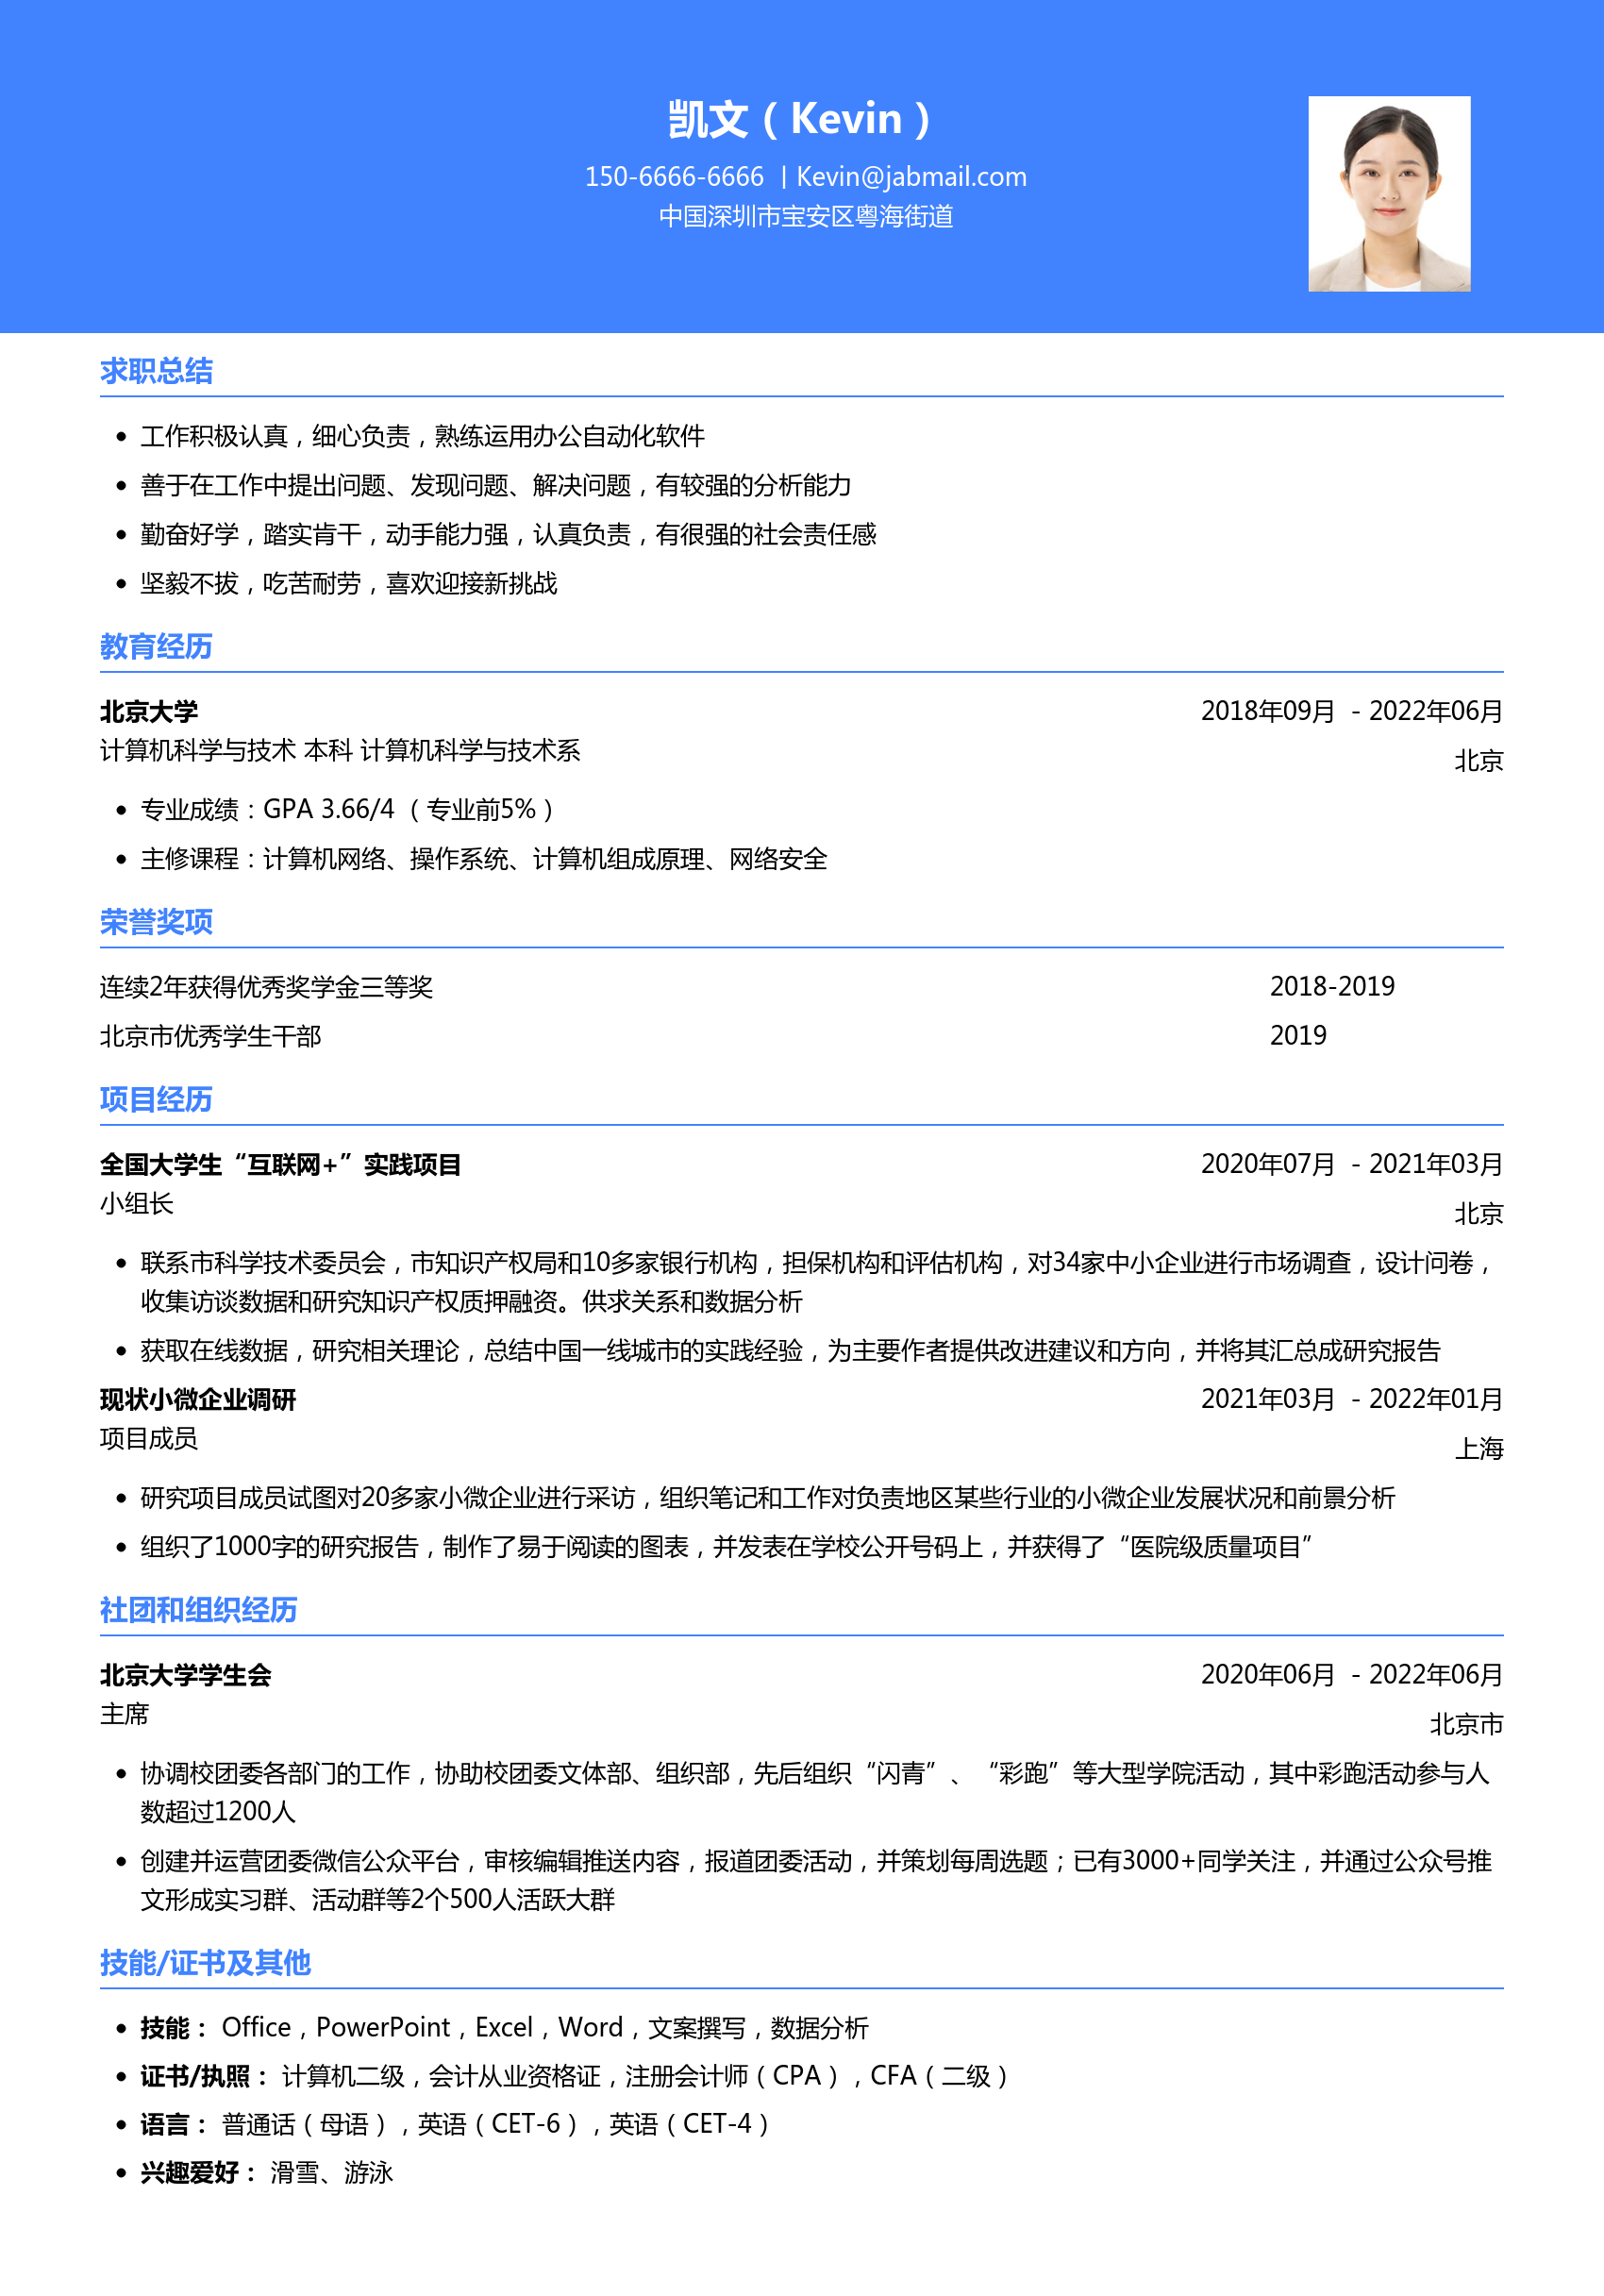 凯文（Kevin）
150-6666-6666 | Kevin@jabmail.com
中国深圳市宝安区粤海街道
求职总结
• 工作积极认真，细心负责，熟练运用办公自动化软件
• 善于在工作中提出问题、发现问题、解决问题，有较强的分析能力
• 勤奋好学，踏实肯干，动手能力强，认真负责，有很强的社会责任感
• 坚毅不拔，吃苦耐劳，喜欢迎接新挑战
教育经历
北京大学 2018年09月 - 2022年06月
计算机科学与技术 本科 计算机科学与技术系 北京
• 专业成绩：GPA 3.66/4 （专业前5%）
• 主修课程：计算机网络、操作系统、计算机组成原理、网络安全
荣誉奖项
连续2年获得优秀奖学金三等奖 2018-2019
北京市优秀学生干部 2019
项目经历
全国大学生“互联网+”实践项目 2020年07月 - 2021年03月
小组长 北京
• 联系市科学技术委员会，市知识产权局和10多家银行机构，担保机构和评估机构，对34家中小企业进行市场调查，设计问卷，
收集访谈数据和研究知识产权质押融资。供求关系和数据分析
• 获取在线数据，研究相关理论，总结中国一线城市的实践经验，为主要作者提供改进建议和方向，并将其汇总成研究报告
现状小微企业调研 2021年03月 - 2022年01月
项目成员 上海
• 研究项目成员试图对20多家小微企业进行采访，组织笔记和工作对负责地区某些行业的小微企业发展状况和前景分析
• 组织了1000字的研究报告，制作了易于阅读的图表，并发表在学校公开号码上，并获得了“医院级质量项目”
社团和组织经历
北京大学学生会 2020年06月 - 2022年06月
主席 北京市
• 协调校团委各部门的工作，协助校团委文体部、组织部，先后组织“闪青”、“彩跑”等大型学院活动，其中彩跑活动参与人
数超过1200人
• 创建并运营团委微信公众平台，审核编辑推送内容，报道团委活动，并策划每周选题；已有3000+同学关注，并通过公众号推
文形成实习群、活动群等2个500人活跃大群
技能/证书及其他
• 技能： Office，PowerPoint，Excel，Word，文案撰写，数据分析
• 证书/执照： 计算机二级，会计从业资格证，注册会计师（CPA），CFA（二级）
• 语言： 普通话（母语），英语（CET-6），英语（CET-4）
• 兴趣爱好： 滑雪、游泳